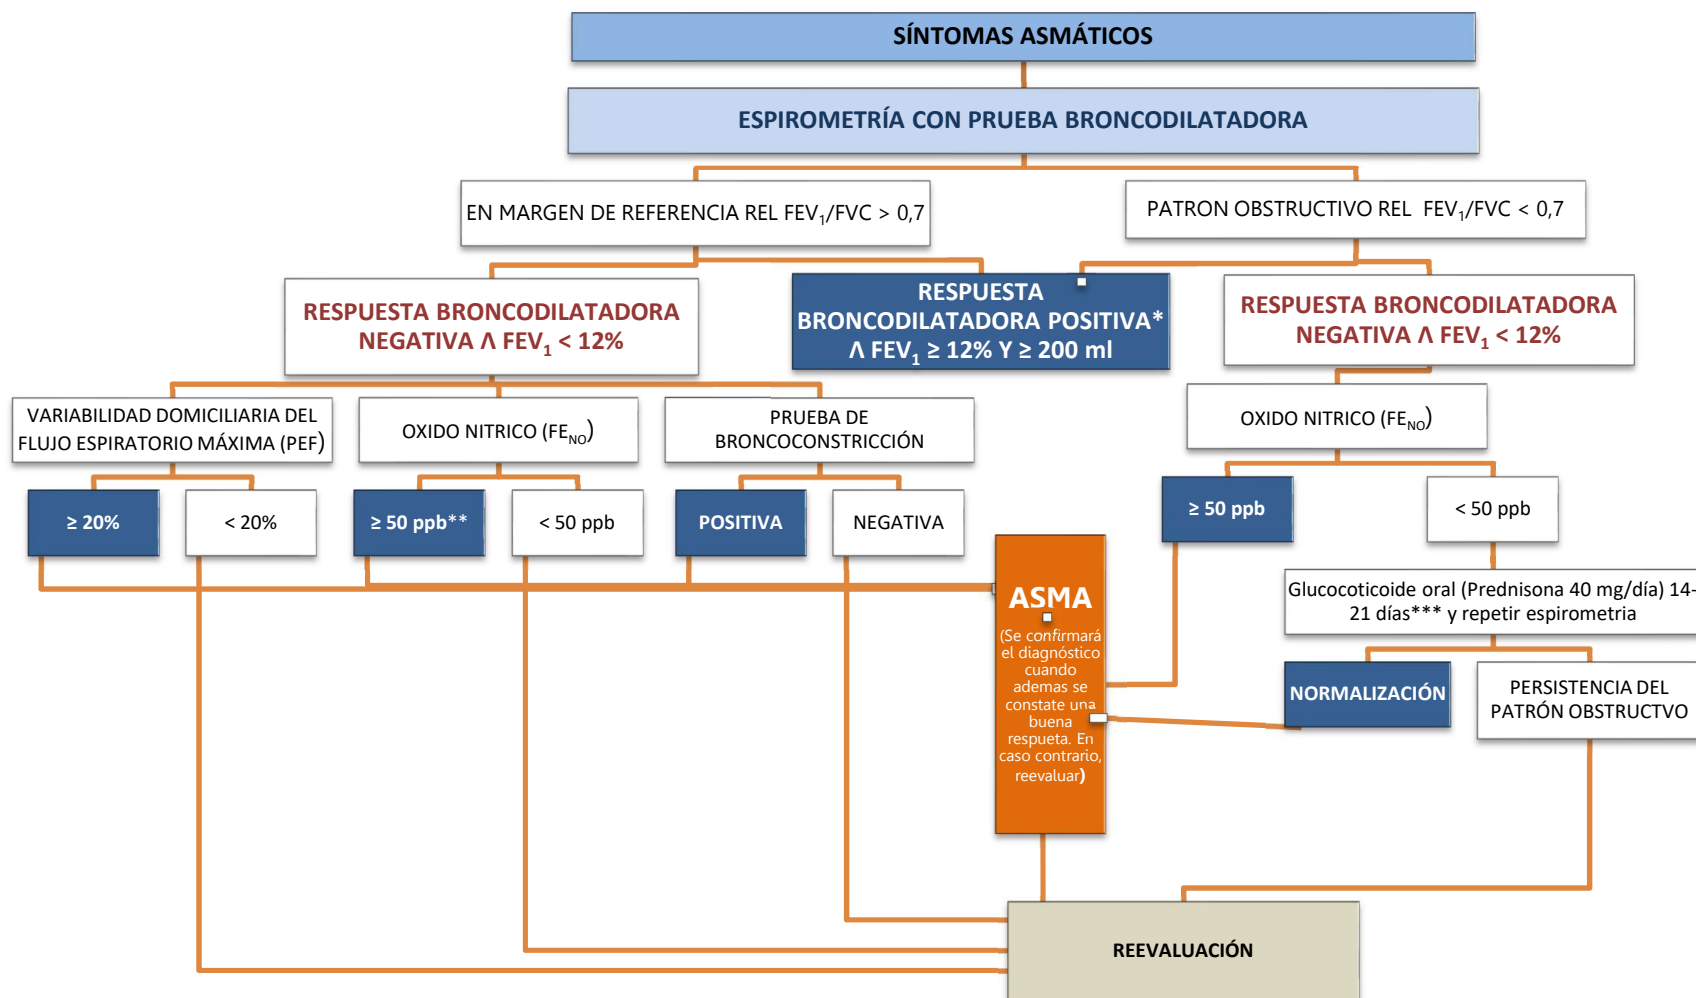 SÍNTOMAS ASMÁTICOS
ESPIROMETRÍA CON PRUEBA BRONCODILATADORA
EN MARGEN DE REFERENCIA REL FEV₁/FVC > 0,7
PATRON OBSTRUCTIVO REL FEV₁/FVC < 0,7
RESPUESTA BRONCODILATADORA
NEGATIVA Λ FEV₁ < 12%
RESPUESTA
BRONCODILATADORA POSITIVA*
Λ FEV₁ ≥ 12% Y ≥ 200 ml
RESPUESTA BRONCODILATADORA
NEGATIVA Λ FEV₁ < 12%
VARIABILIDAD DOMICILIARIA DEL
FLUJO ESPIRATORIO MÁXIMA (PEF)
OXIDO NITRICO (FE_NO)
PRUEBA DE
BRONCOCONSTRICCIÓN
OXIDO NITRICO (FE_NO)
≥ 20%
< 20%
≥ 50 ppb**
< 50 ppb
POSITIVA
NEGATIVA
≥ 50 ppb
< 50 ppb
ASMA
(Se confirmará
el diagnóstico
cuando
ademas se
constate una
buena
respueta. En
caso contrario,
reevaluar)
Glucocoticoide oral (Prednisona 40 mg/día) 14-
21 días*** y repetir espirometria
NORMALIZACIÓN
PERSISTENCIA DEL
PATRÓN OBSTRUCTVO
REEVALUACIÓN